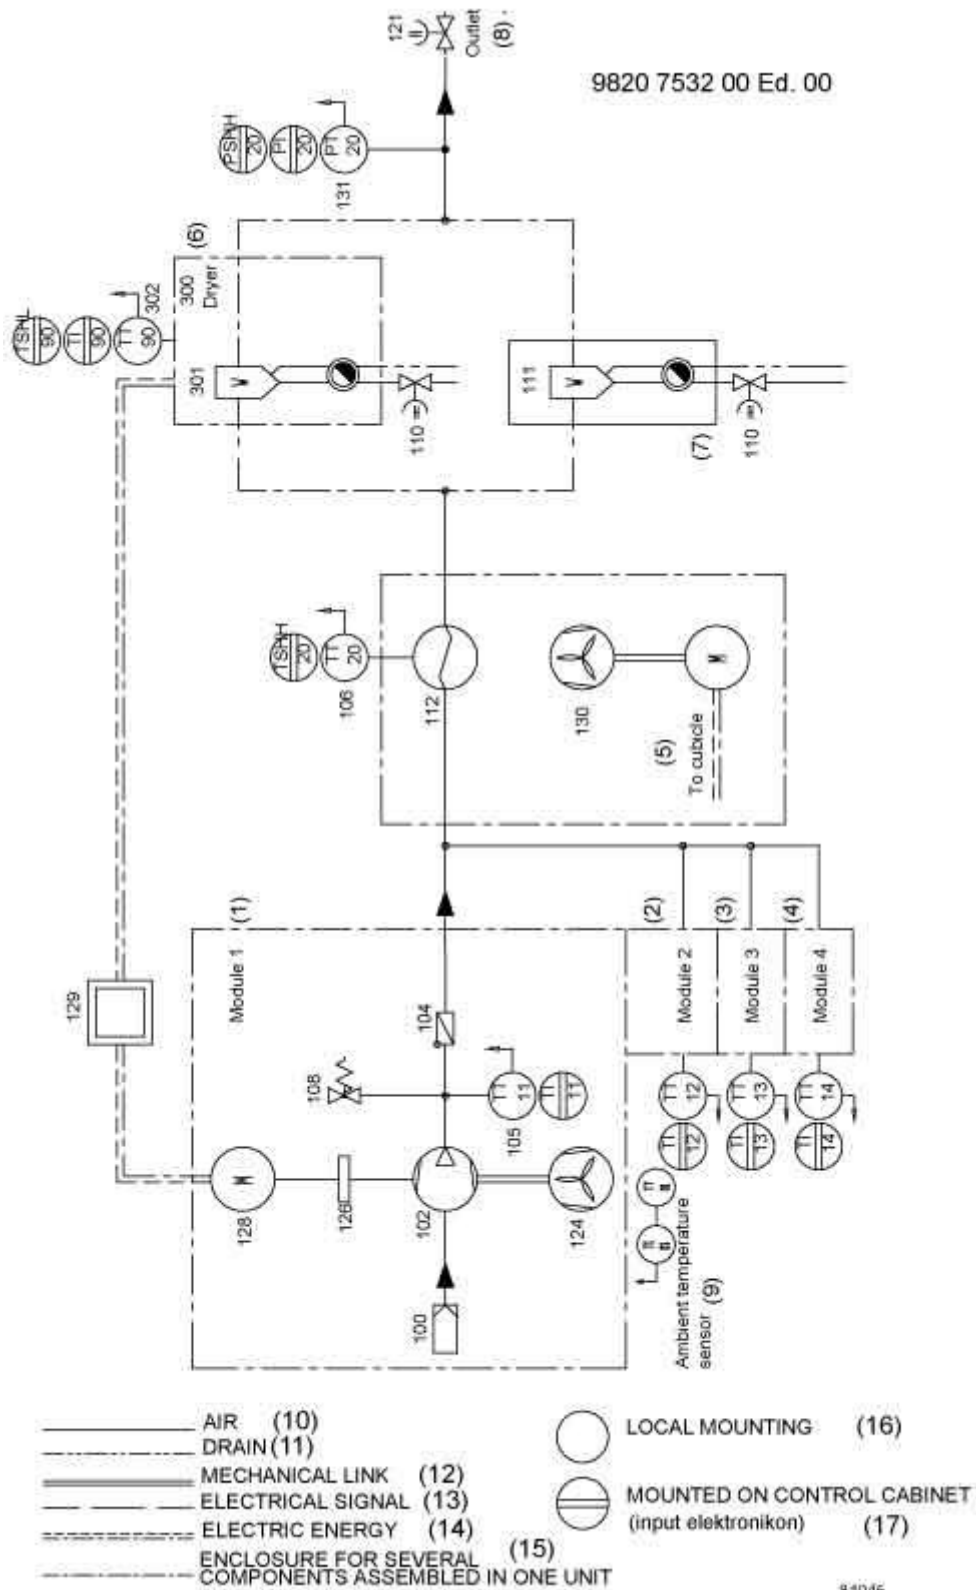 121
Outlet
(8)
9820 7532 00 Ed. 00
PSHH
20
PI
20
PT
20
131
(6)
300
Dryer
TSHL
90
TI
90
TT
90
302
301
110
111
110
(7)
TSHH
20
TT
20
106
112
130
(5)
To cubicle
M
(1)
Module 1
129
108
104
TT
11
105
TI
11
M
128
126
102
124
100
(2)
Module 2
(3)
Module 3
(4)
Module 4
TT
12
TI
12
TT
13
TI
13
TT
14
TI
14
Ambient temperature
sensor (9)
AIR (10)
DRAIN (11)
MECHANICAL LINK (12)
ELECTRICAL SIGNAL (13)
ELECTRIC ENERGY (14)
ENCLOSURE FOR SEVERAL (15)
COMPONENTS ASSEMBLED IN ONE UNIT
LOCAL MOUNTING (16)
MOUNTED ON CONTROL CABINET
(input elektronikon) (17)